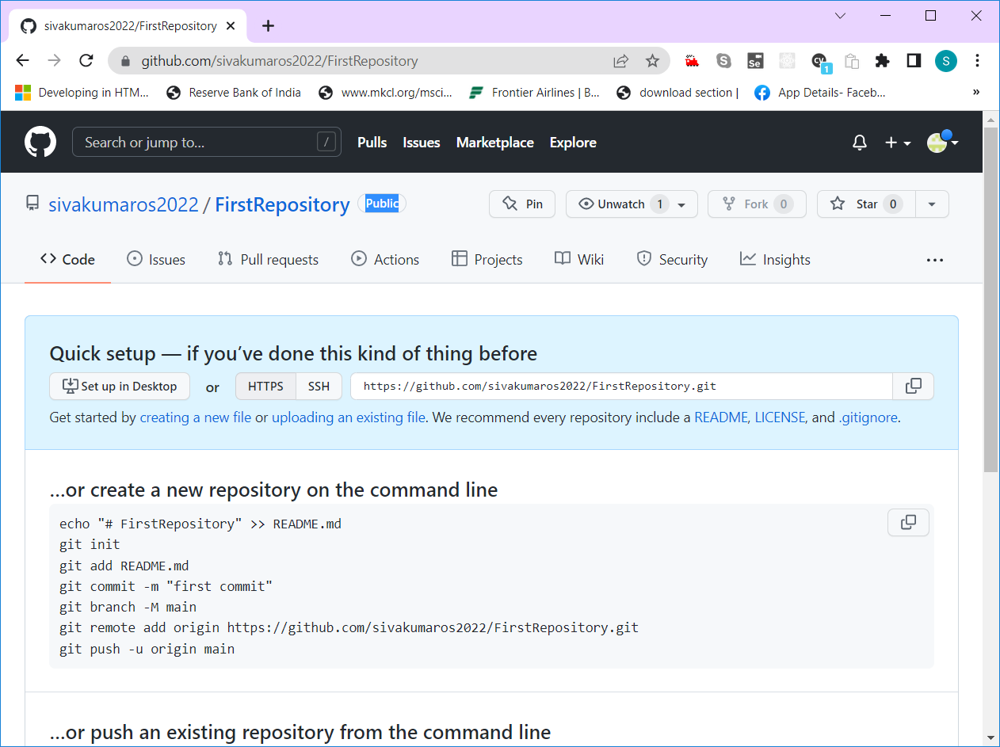 sivakumaros2022/FirstRepository
github.com/sivakumaros2022/FirstRepository
Se
cy
1
S
Developing in HTM... Reserve Bank of India www.mkcl.org/msci... Frontier Airlines | B... download section | App Details- Faceb... »
Search or jump to... / Pulls Issues Marketplace Explore
sivakumaros2022 / FirstRepository Public Pin Unwatch 1 Fork 0 Star 0
Code Issues Pull requests Actions Projects Wiki Security Insights
Quick setup — if you’ve done this kind of thing before
Set up in Desktop or HTTPS SSH https://github.com/sivakumaros2022/FirstRepository.git
Get started by creating a new file or uploading an existing file. We recommend every repository include a README, LICENSE, and .gitignore.
…or create a new repository on the command line
echo "# FirstRepository" >> README.md
git init
git add README.md
git commit -m "first commit"
git branch -M main
git remote add origin https://github.com/sivakumaros2022/FirstRepository.git
git push -u origin main
…or push an existing repository from the command line